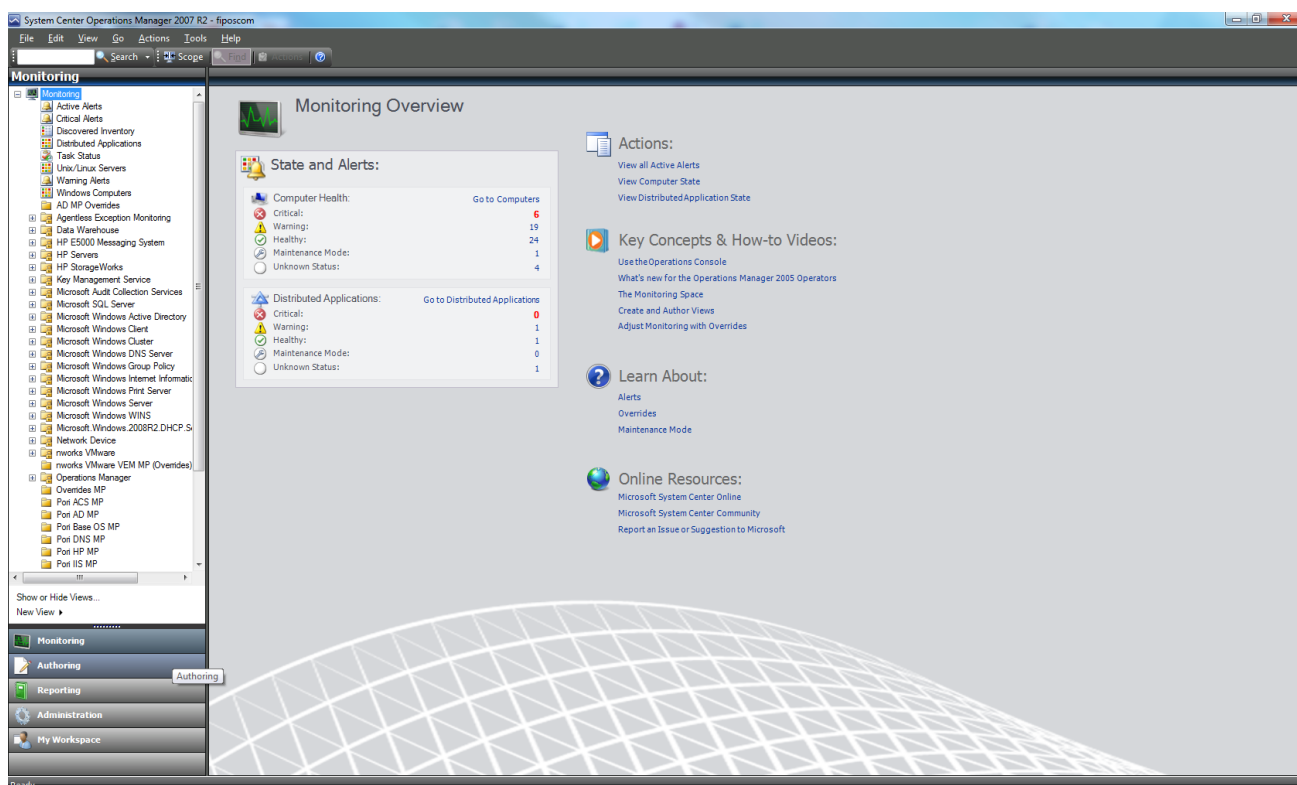 System Center Operations Manager 2007 R2 - fiposcom
File Edit View Go Actions Tools Help
Search Scope Find Actions
Monitoring
Monitoring
Active Alerts
Critical Alerts
Discovered Inventory
Distributed Applications
Task Status
Unix/Linux Servers
Warning Alerts
Windows Computers
AD MP Overrides
Agentless Exception Monitoring
Data Warehouse
HP E5000 Messaging System
HP Servers
HP StorageWorks
Key Management Service
Microsoft Audit Collection Services
Microsoft SQL Server
Microsoft Windows Active Directory
Microsoft Windows Client
Microsoft Windows Cluster
Microsoft Windows DNS Server
Microsoft Windows Group Policy
Microsoft Windows Internet Informatic
Microsoft Windows Print Server
Microsoft Windows Server
Microsoft Windows WINS
Microsoft.Windows.2008R2.DHCP.S
Network Device
nworks VMware
nworks VMware VEM MP (Overrides)
Operations Manager
Overrides MP
Pori ACS MP
Pori AD MP
Pori Base OS MP
Pori DNS MP
Pori HP MP
Pori IIS MP
Show or Hide Views...
New View
Monitoring
Authoring
Authoring
Reporting
Administration
My Workspace
Monitoring Overview
State and Alerts:
Computer Health: Go to Computers
Critical: 6
Warning: 19
Healthy: 24
Maintenance Mode: 1
Unknown Status: 4
Distributed Applications: Go to Distributed Applications
Critical: 0
Warning: 1
Healthy: 1
Maintenance Mode: 0
Unknown Status: 1
Actions:
View all Active Alerts
View Computer State
View Distributed Application State
Key Concepts & How-to Videos:
Use the Operations Console
What's new for the Operations Manager 2005 Operators
The Monitoring Space
Create and Author Views
Adjust Monitoring with Overrides
Learn About:
Alerts
Overrides
Maintenance Mode
Online Resources:
Microsoft System Center Online
Microsoft System Center Community
Report an Issue or Suggestion to Microsoft
Ready